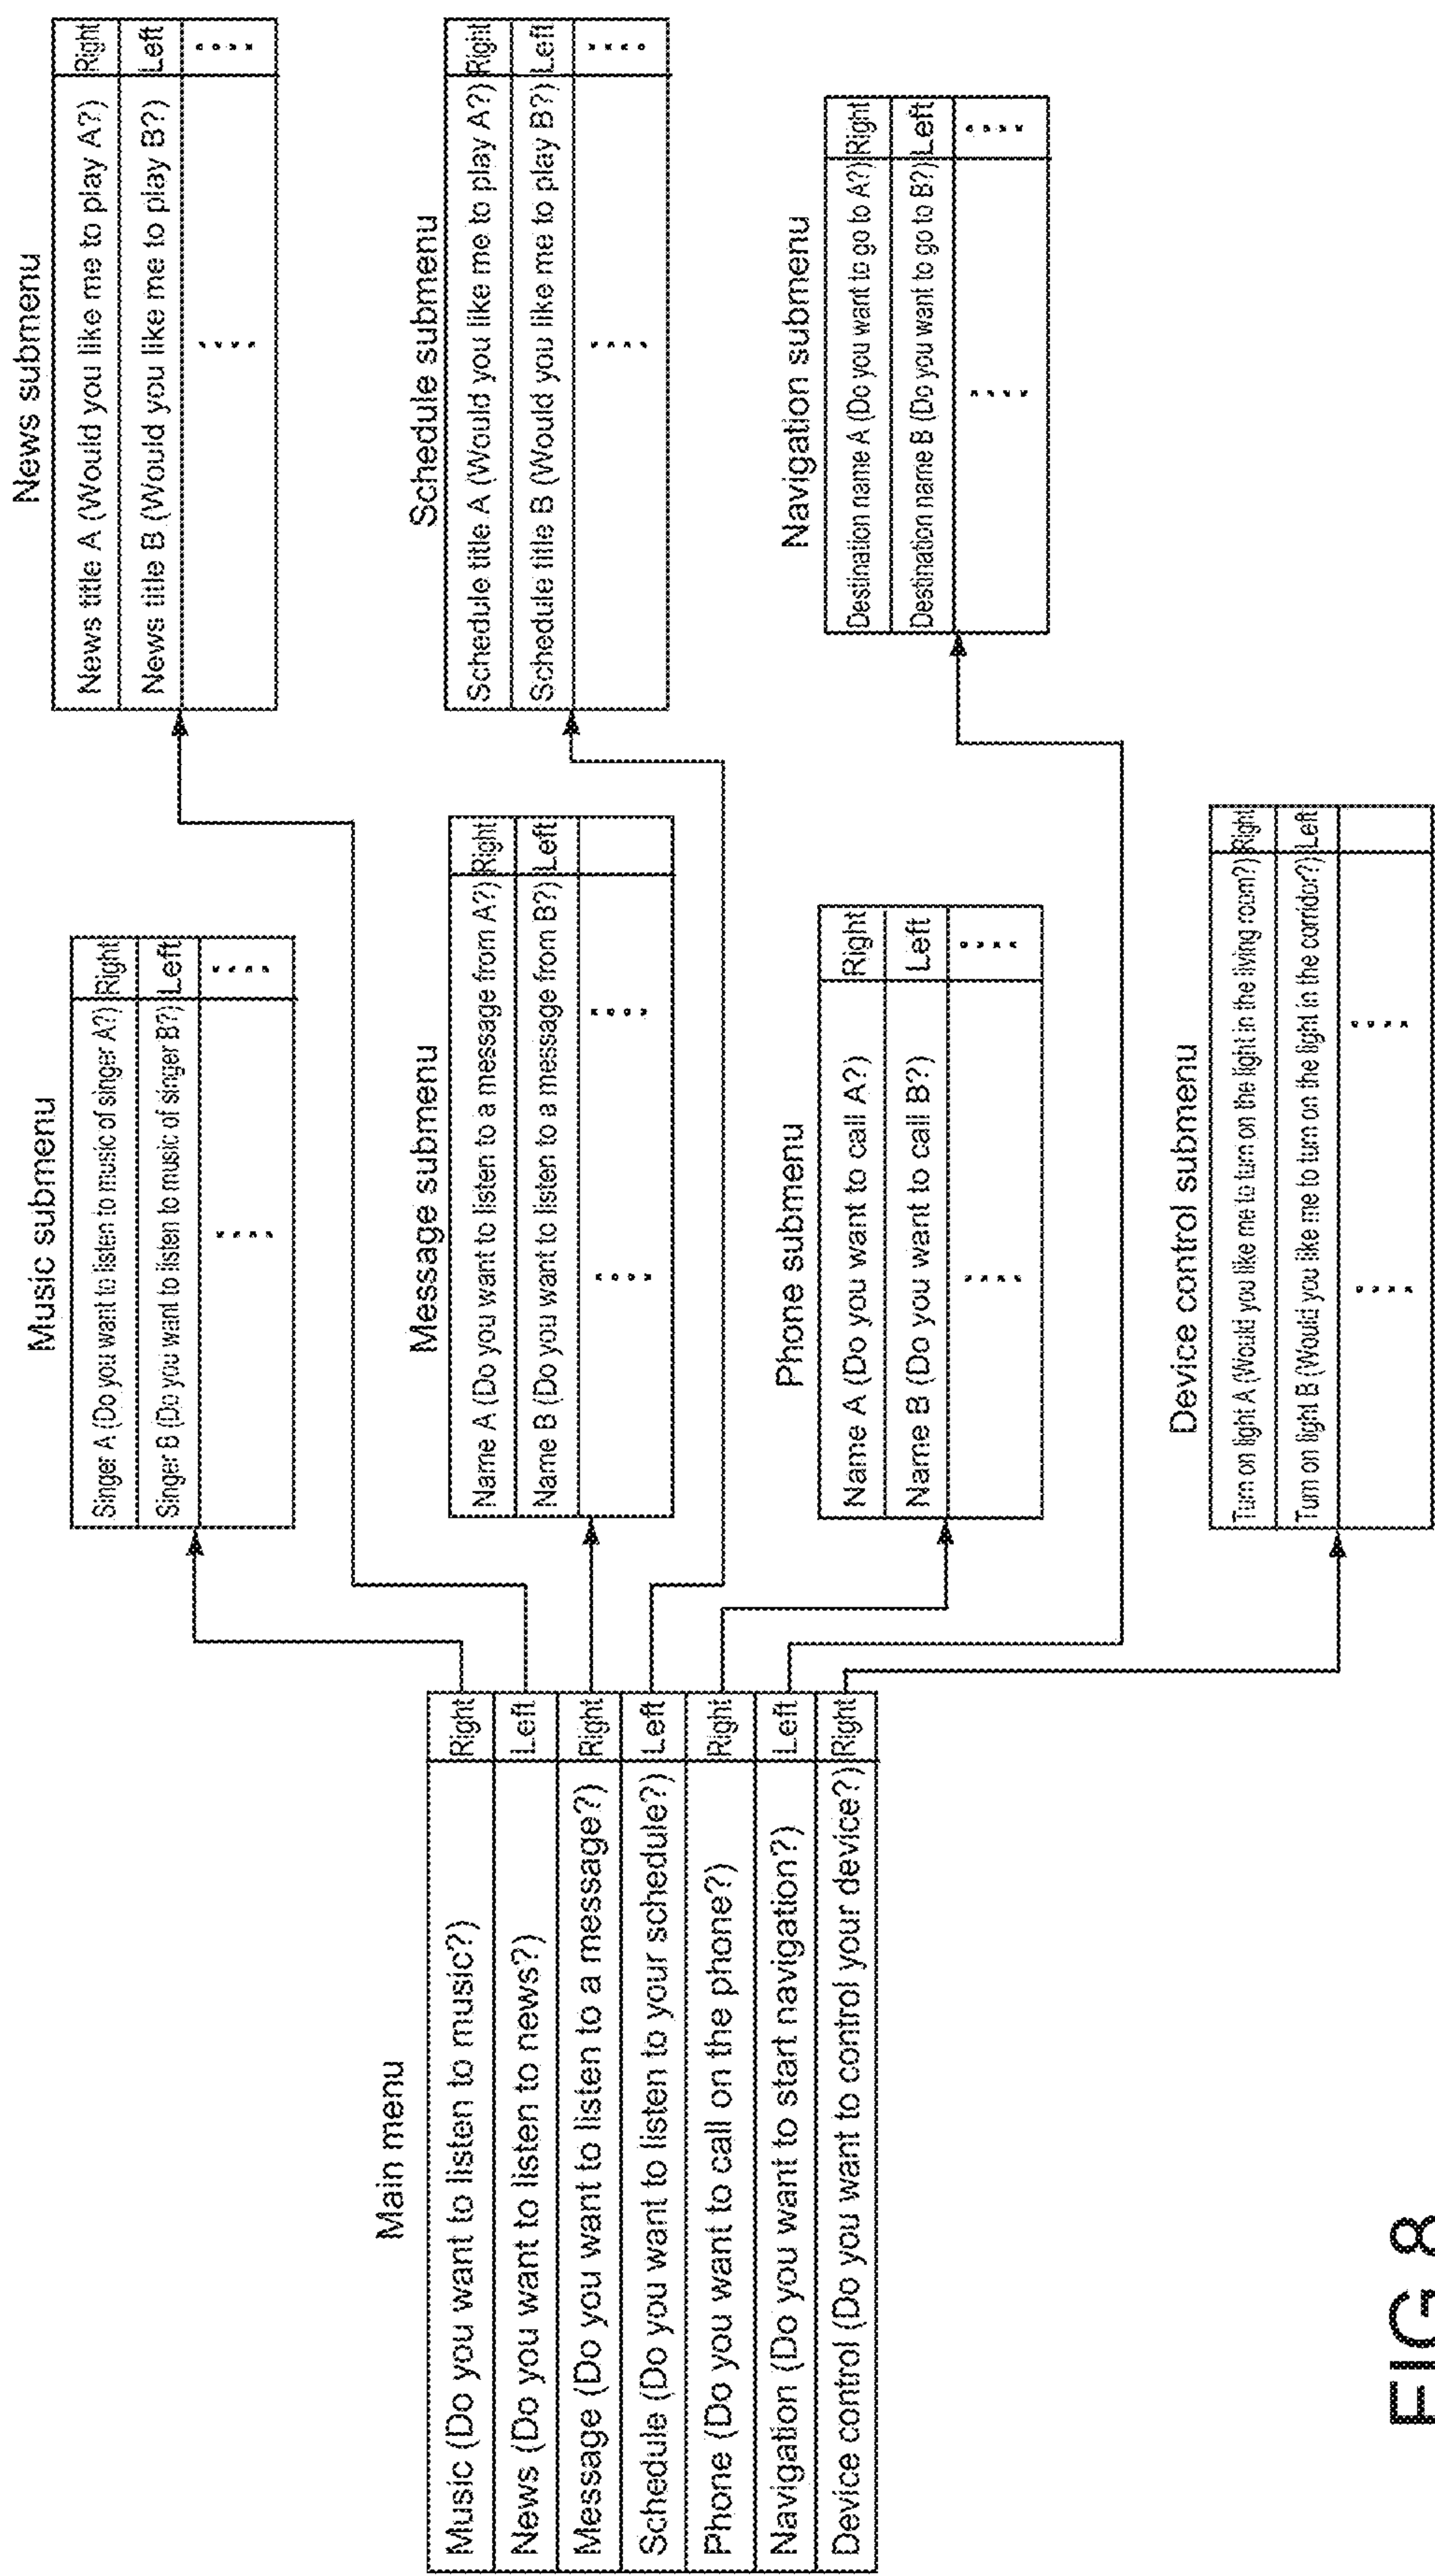 Main menu
Music (Do you want to listen to music?) Right
News (Do you want to listen to news?) Left
Message (Do you want to listen to a message?) Right
Schedule (Do you want to listen to your schedule?) Left
Phone (Do you want to call on the phone?) Right
Navigation (Do you want to start navigation?) Left
Device control (Do you want to control your device?) Right
Music submenu
Singer A (Do you want to listen to music of singer A?) Right
Singer B (Do you want to listen to music of singer B?) Left
News submenu
News title A (Would you like me to play A?) Right
News title B (Would you like me to play B?) Left
Message submenu
Name A (Do you want to listen to a message from A?) Right
Name B (Do you want to listen to a message from B?) Left
Schedule submenu
Schedule title A (Would you like me to play A?) Right
Schedule title B (Would you like me to play B?) Left
Phone submenu
Name A (Do you want to call A?) Right
Name B (Do you want to call B?) Left
Navigation submenu
Destination name A (Do you want to go to A?) Right
Destination name B (Do you want to go to B?) Left
Device control submenu
Turn on light A (Would you like me to turn on the light in the living room?) Right
Turn on light B (Would you like me to turn on the light in the corridor?) Left
FIG 8